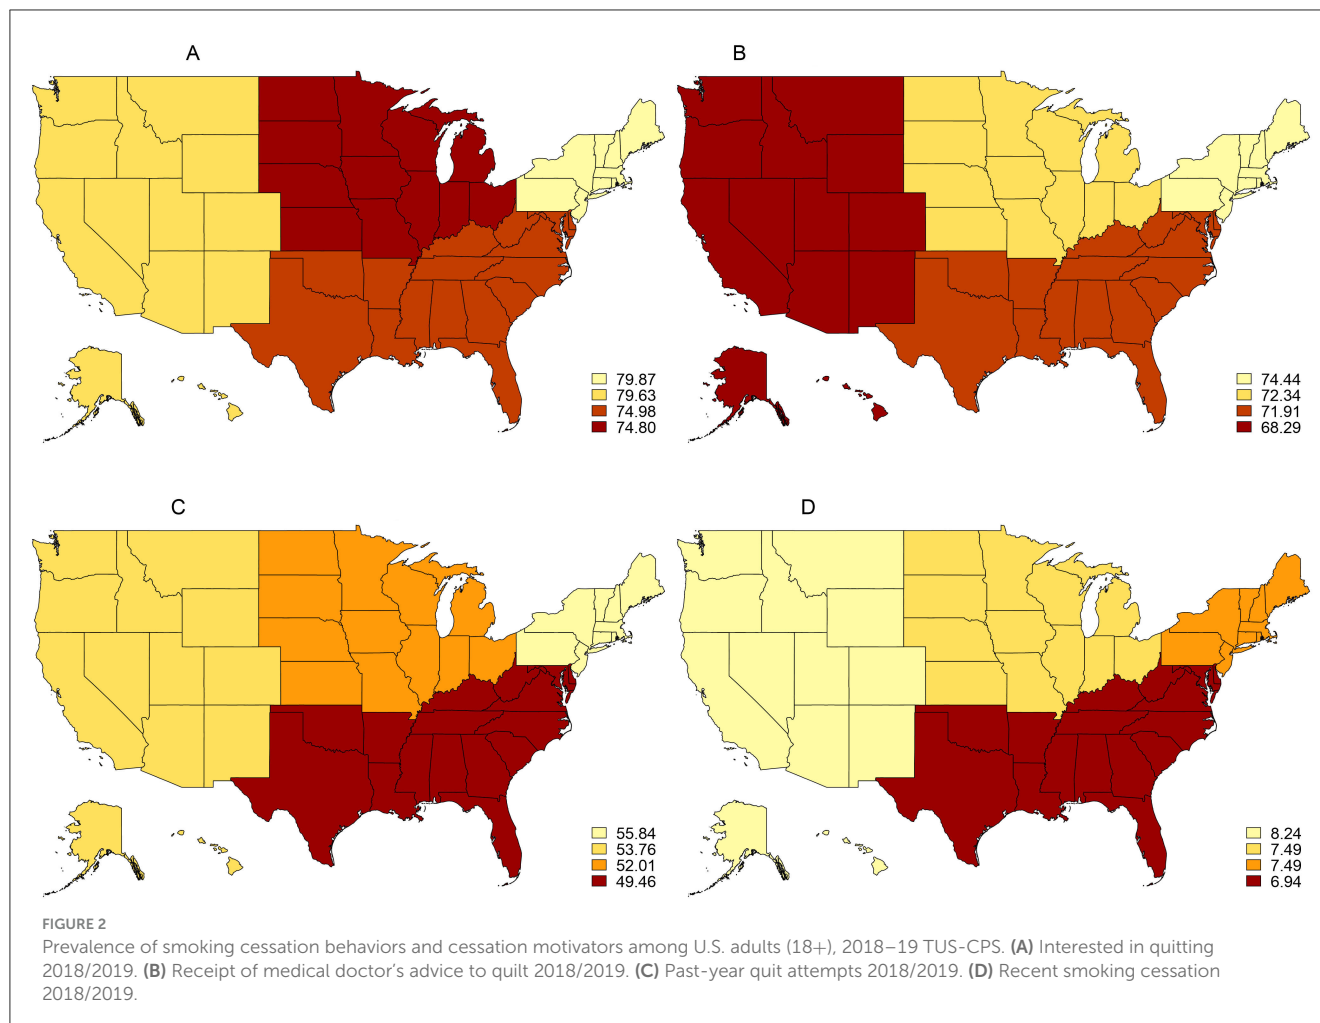 A
B
79.87
79.63
74.98
74.80
74.44
72.34
71.91
68.29
C
D
55.84
53.76
52.01
49.46
8.24
7.49
7.49
6.94
FIGURE 2
Prevalence of smoking cessation behaviors and cessation motivators among U.S. adults (18+), 2018–19 TUS-CPS. (A) Interested in quitting
2018/2019. (B) Receipt of medical doctor's advice to quilt 2018/2019. (C) Past-year quit attempts 2018/2019. (D) Recent smoking cessation
2018/2019.